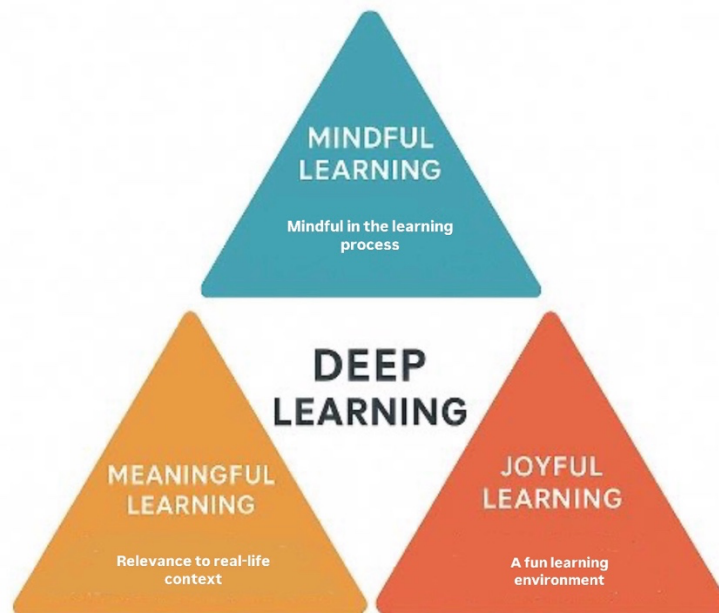 MINDFUL
LEARNING
Mindful in the learning
process
DEEP
LEARNING
MEANINGFUL
LEARNING
Relevance to real-life
context
JOYFUL
LEARNING
A fun learning
environment